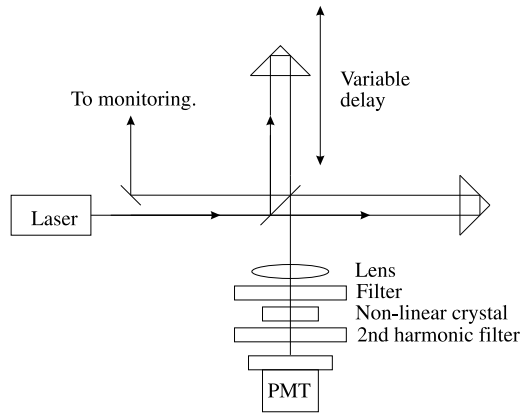 Variable
delay
To monitoring.
Laser
Lens
Filter
Non-linear crystal
2nd harmonic filter
PMT